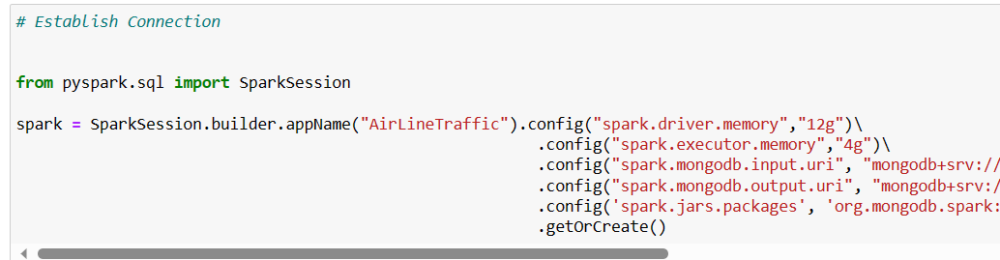 # Establish Connection
from pyspark.sql import SparkSession
spark = SparkSession.builder.appName("AirLineTraffic").config("spark.driver.memory","12g")\
.config("spark.executor.memory","4g")\
.config("spark.mongodb.input.uri", "mongodb+srv://
.config("spark.mongodb.output.uri", "mongodb+srv:/
.config('spark.jars.packages', 'org.mongodb.spark:
.getOrCreate()